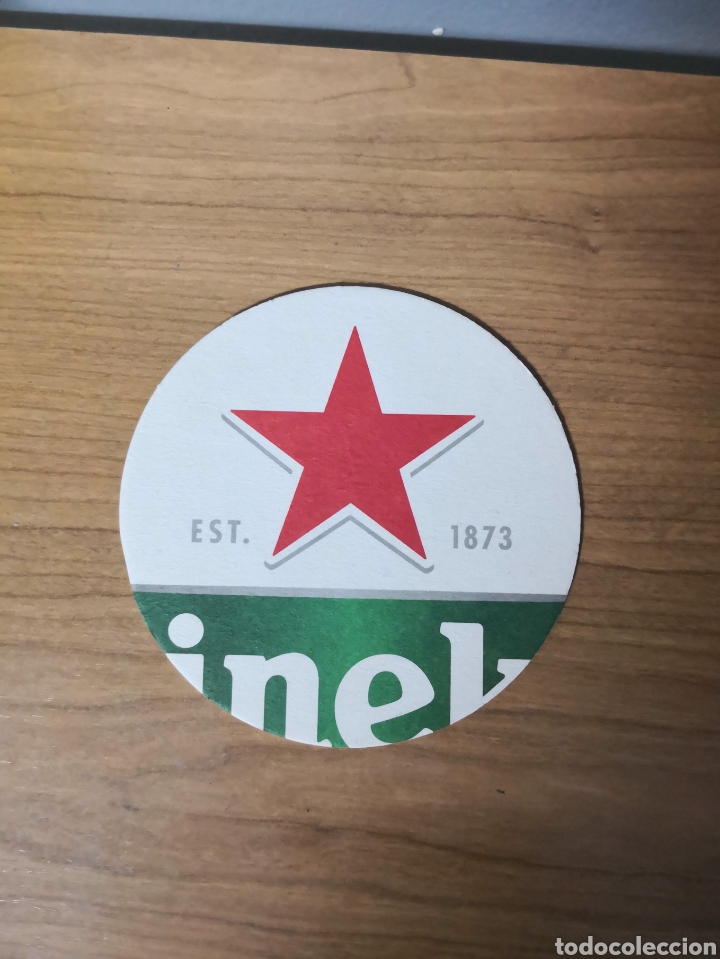 EST. 1873
inek
todocoleccion